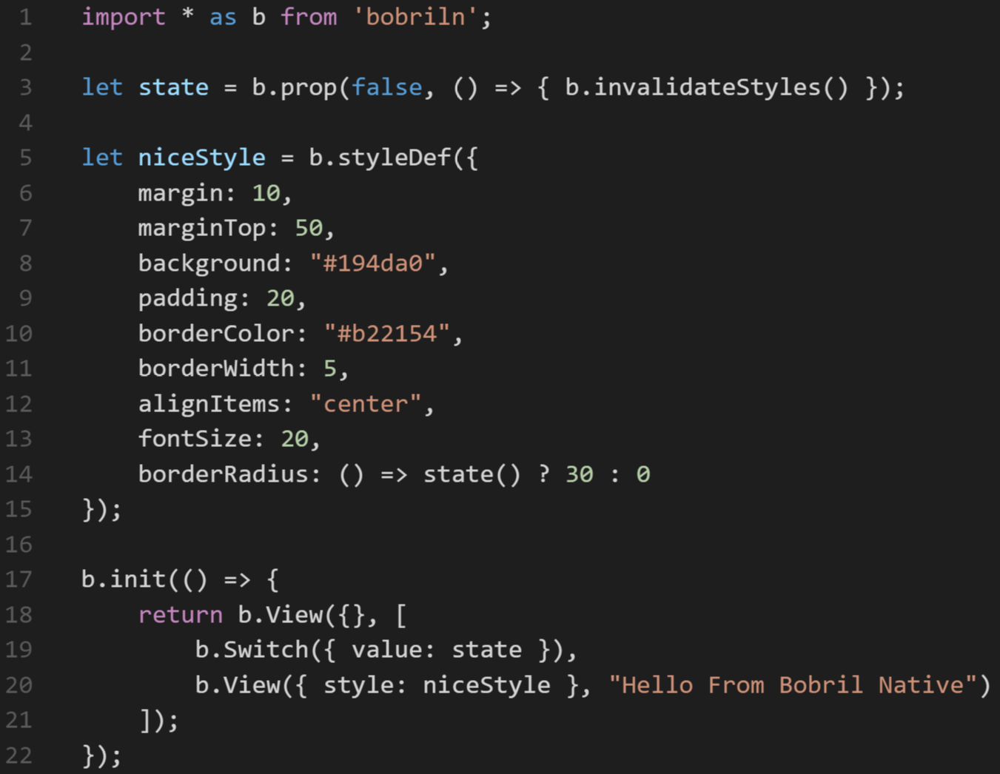 1 import * as b from 'bobriln';
2
3 let state = b.prop(false, () => { b.invalidateStyles() });
4
5 let niceStyle = b.styleDef({
6     margin: 10,
7     marginTop: 50,
8     background: "#194da0",
9     padding: 20,
10     borderColor: "#b22154",
11     borderWidth: 5,
12     alignItems: "center",
13     fontSize: 20,
14     borderRadius: () => state() ? 30 : 0
15 });
16
17 b.init(() => {
18     return b.View({}, [
19         b.Switch({ value: state }),
20         b.View({ style: niceStyle }, "Hello From Bobril Native")
21     ]);
22 });